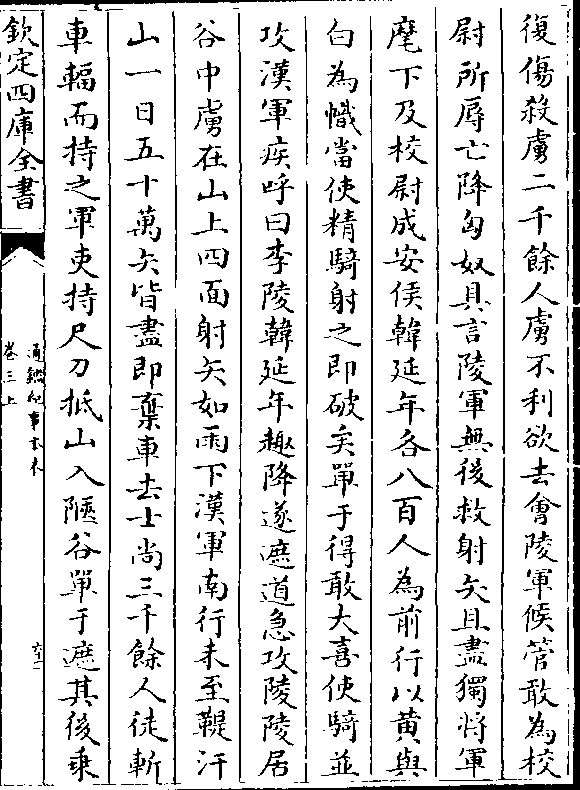 復傷殺虜二千餘人虜不利欲去會陵軍候管敢為校
尉所辱亡降匈奴具言陵軍無後救射矢且盡獨將軍
麾下及校尉成安侯韓延年各八百人為前行以黄與
白為幟當使精騎射之即破矣單于得敢大喜使騎並
攻漢軍疾呼曰李陵韓延年趣降遂遮道急攻陵陵居
谷中虜在山上四面射矢如雨下漢軍南行未至鞮汗
山一日五十萬矢皆盡即棄車去士尚三千餘人徒斬
車輻而持之軍吏持尺刀抵山入陿谷單于遮其後乗
欽定四庫全書
通鑑紀事本末
卷三上